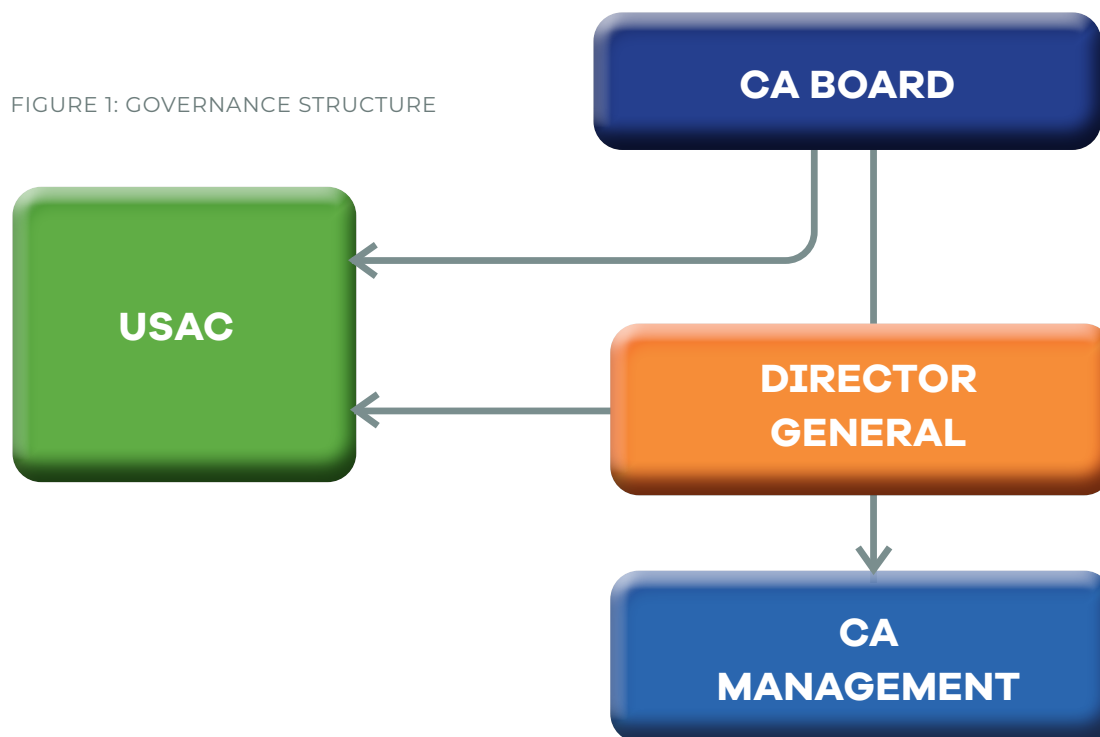 FIGURE 1: GOVERNANCE STRUCTURE
CA BOARD
USAC
DIRECTOR
GENERAL
CA
MANAGEMENT